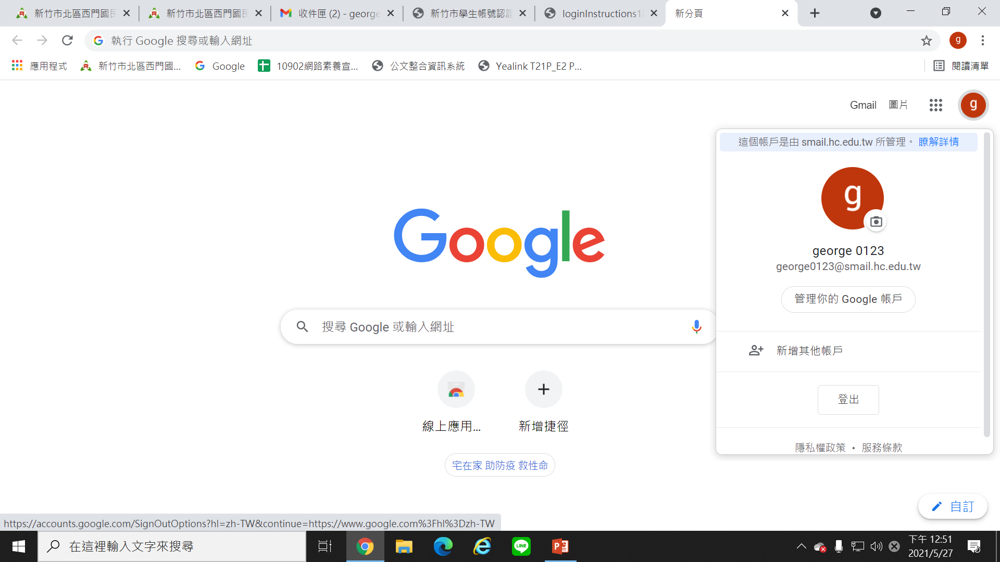 新竹市北區西門國民
新竹市北區西門國民
收件匣 (2) - george
新竹市學生帳號認證
loginInstructions18
新分頁
執行 Google 搜尋或輸入網址
g
應用程式
新竹市北區西門國...
Google
10902網路素養宣...
公文整合資訊系統
Yealink T21P_E2 P...
閱讀清單
Gmail
圖片
g
這個帳戶是由 smail.hc.edu.tw 所管理。 瞭解詳情
g
george 0123
george0123@smail.hc.edu.tw
管理你的 Google 帳戶
新增其他帳戶
登出
隱私權政策 • 服務條款
Google
搜尋 Google 或輸入網址
線上應用...
新增捷徑
宅在家 助防疫 救性命
自訂
https://accounts.google.com/SignOutOptions?hl=zh-TW&continue=https://www.google.com%3Fhl%3Dzh-TW
在這裡輸入文字來搜尋
LINE
下午 12:51
2021/5/27